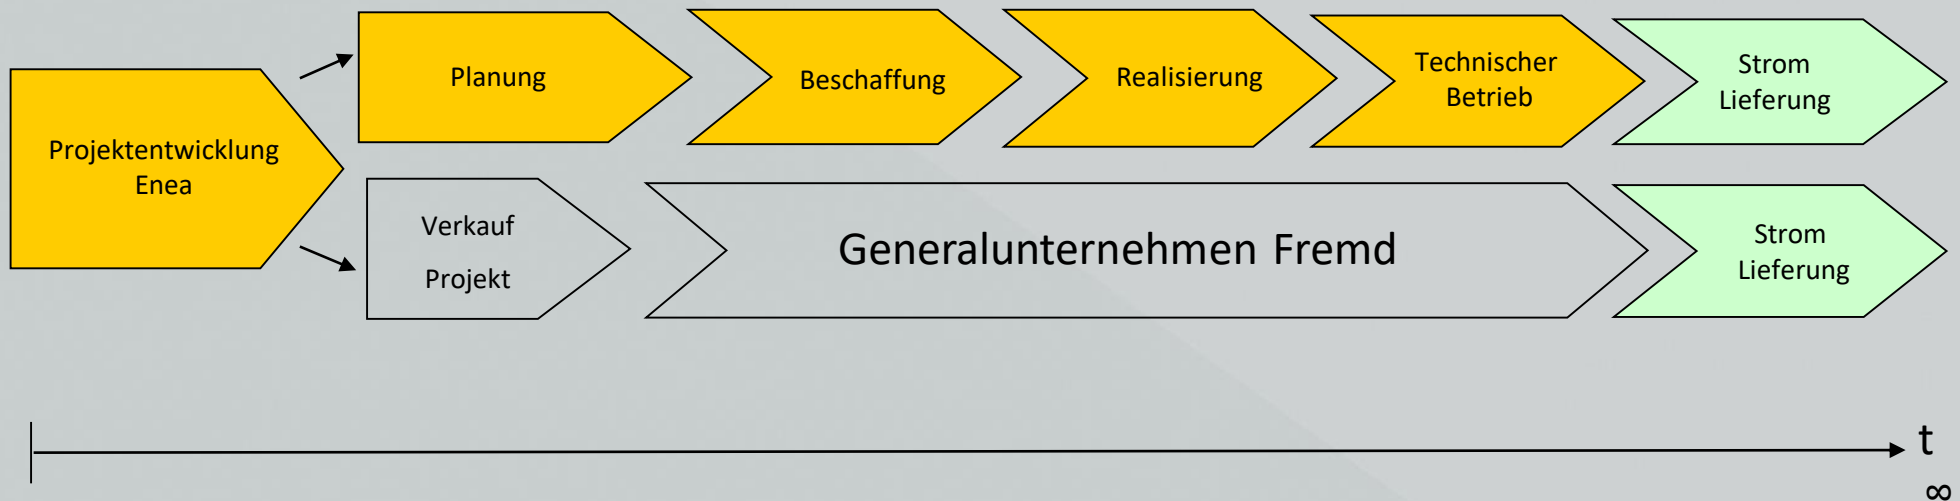 Projektentwicklung
Enea
Planung
Beschaffung
Realisierung
Technischer
Betrieb
Strom
Lieferung
Verkauf
Projekt
Generalunternehmen Fremd
Strom
Lieferung
t
∞